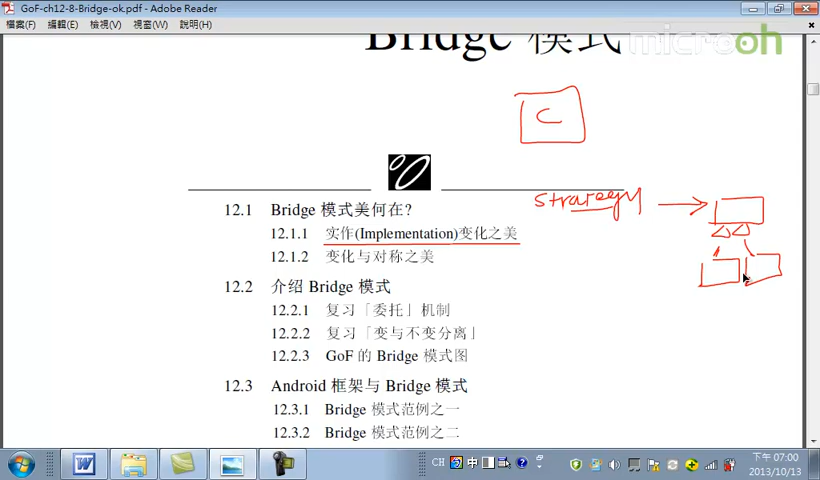 GoF-ch12-8-Bridge-ok.pdf - Adobe Reader
檔案(F) 編輯(E) 檢視(V) 視窗(W) 說明(H)
Bridge 模式
microoh
C
strategy
12.1 Bridge 模式美何在?
12.1.1 实作(Implementation)变化之美
12.1.2 变化与对称之美
12.2 介绍 Bridge 模式
12.2.1 复习「委托」机制
12.2.2 复习「变与不变分离」
12.2.3 GoF 的 Bridge 模式图
12.3 Android 框架与 Bridge 模式
12.3.1 Bridge 模式范例之一
12.3.2 Bridge 模式范例之二
CH 中
下午 07:00
2013/10/13